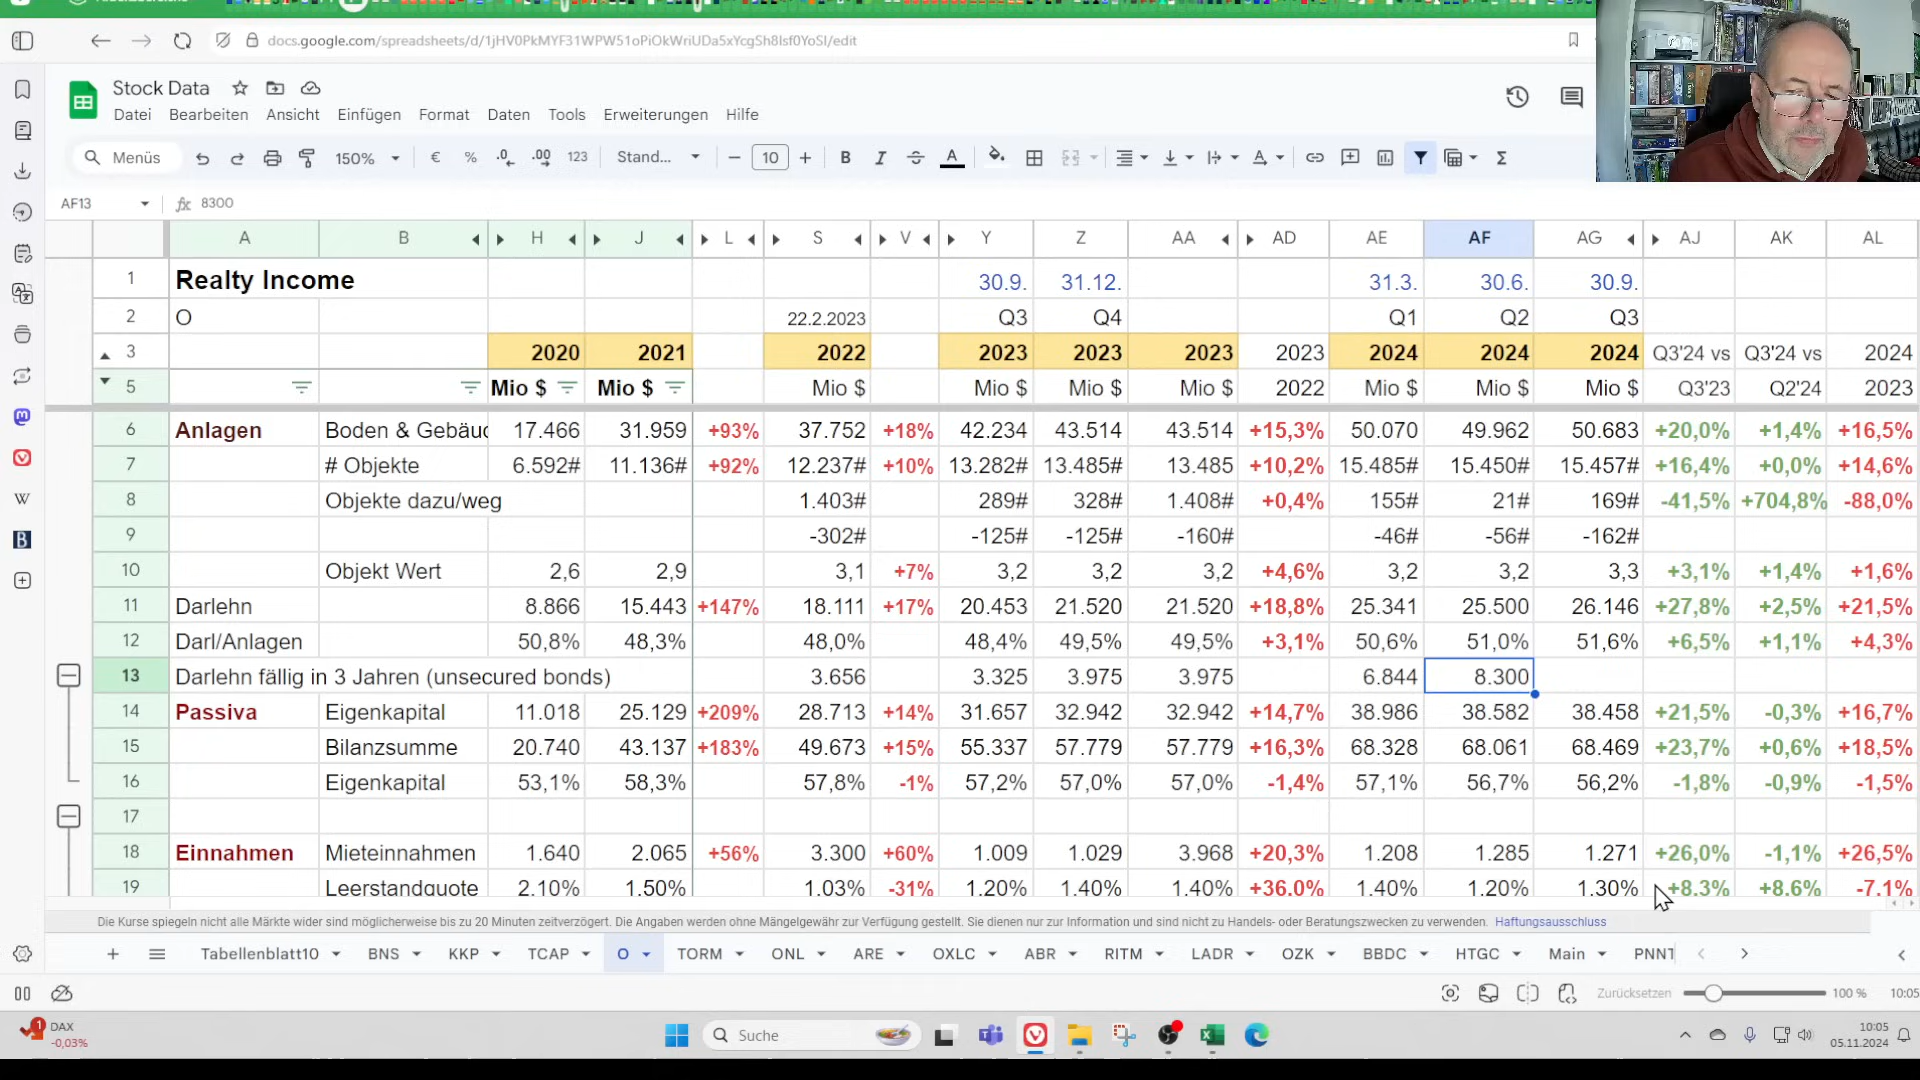 docs.google.com/spreadsheets/d/1jHV0PkMYF31WPW51oPiOkWriUDa5xYcgSh8lsf0YoSI/edit
Stock Data
Datei Bearbeiten Ansicht Einfügen Format Daten Tools Erweiterungen Hilfe
Menüs 150% € % .0 .00 123 Stand... 10 B I A Σ
AF13 fx 8300
A B H J L S V Y Z AA AD AE AF AG AJ AK AL
1 Realty Income 30.9. 31.12. 31.3. 30.6. 30.9.
2 O 22.2.2023 Q3 Q4 Q1 Q2 Q3
3 2020 2021 2022 2023 2023 2023 2023 2024 2024 2024 Q3'24 vs Q3'24 vs 2024
5 Mio $ Mio $ Mio $ Mio $ Mio $ Mio $ 2022 Mio $ Mio $ Mio $ Q3'23 Q2'24 2023
6 Anlagen Boden & Gebäud 17.466 31.959 +93% 37.752 +18% 42.234 43.514 43.514 +15,3% 50.070 49.962 50.683 +20,0% +1,4% +16,5%
7 # Objekte 6.592# 11.136# +92% 12.237# +10% 13.282# 13.485# 13.485 +10,2% 15.485# 15.450# 15.457# +16,4% +0,0% +14,6%
8 Objekte dazu/weg 1.403# 289# 328# 1.408# +0,4% 155# 21# 169# -41,5% +704,8% -88,0%
9 -302# -125# -125# -160# -46# -56# -162#
10 Objekt Wert 2,6 2,9 3,1 +7% 3,2 3,2 3,2 +4,6% 3,2 3,2 3,3 +3,1% +1,4% +1,6%
11 Darlehn 8.866 15.443 +147% 18.111 +17% 20.453 21.520 21.520 +18,8% 25.341 25.500 26.146 +27,8% +2,5% +21,5%
12 Darl/Anlagen 50,8% 48,3% 48,0% 48,4% 49,5% 49,5% +3,1% 50,6% 51,0% 51,6% +6,5% +1,1% +4,3%
13 Darlehn fällig in 3 Jahren (unsecured bonds) 3.656 3.325 3.975 3.975 6.844 8.300
14 Passiva Eigenkapital 11.018 25.129 +209% 28.713 +14% 31.657 32.942 32.942 +14,7% 38.986 38.582 38.458 +21,5% -0,3% +16,7%
15 Bilanzsumme 20.740 43.137 +183% 49.673 +15% 55.337 57.779 57.779 +16,3% 68.328 68.061 68.469 +23,7% +0,6% +18,5%
16 Eigenkapital 53,1% 58,3% 57,8% -1% 57,2% 57,0% 57,0% -1,4% 57,1% 56,7% 56,2% -1,8% -0,9% -1,5%
17
18 Einnahmen Mieteinnahmen 1.640 2.065 +56% 3.300 +60% 1.009 1.029 3.968 +20,3% 1.208 1.285 1.271 +26,0% -1,1% +26,5%
19 Leerstandquote 2.10% 1.50% 1.03% -31% 1.20% 1.40% 1.40% +36.0% 1.40% 1.20% 1.30% +8.3% +8.6% -7.1%
Die Kurse spiegeln nicht alle Märkte wider sind möglicherweise bis zu 20 Minuten zeitverzögert. Die Angaben werden ohne Mängelgewähr zur Verfügung gestellt. Sie dienen nur zur Information und sind nicht zu Handels- oder Beratungszwecken zu verwenden. Haftungsausschluss
Tabellenblatt10 BNS KKP TCAP O TORM ONL ARE OXLC ABR RITM LADR OZK BBDC HTGC Main PNNT
Zurücksetzen 100 % 10:05
1 DAX
-0,03%
Suche
10:05
05.11.2024